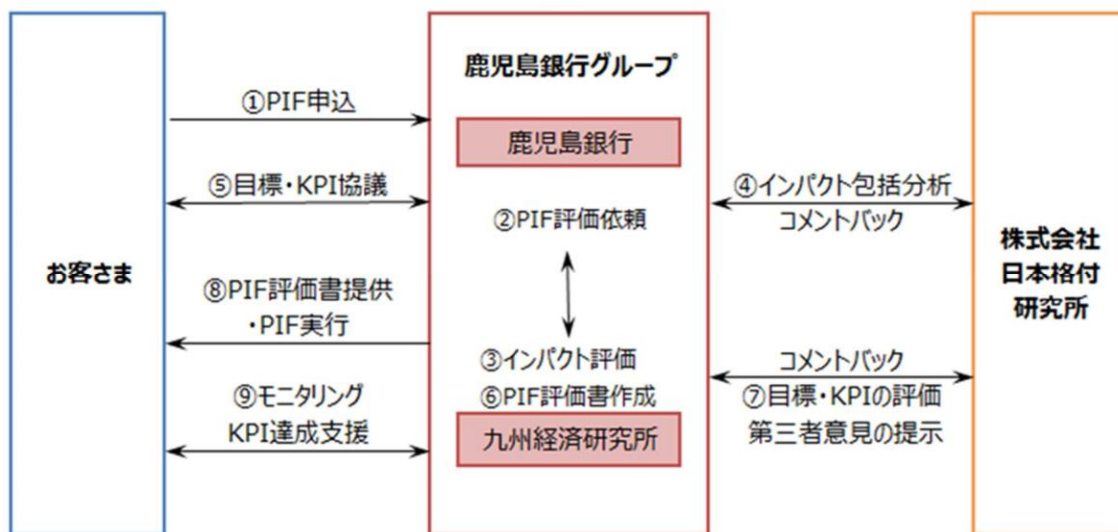 お客さま
①PIF申込
⑤目標・KPI協議
⑧PIF評価書提供
・PIF実行
⑨モニタリング
KPI達成支援
鹿児島銀行グループ
鹿児島銀行
②PIF評価依頼
③インパクト評価
⑥PIF評価書作成
九州経済研究所
④インパクト包括分析
コメントバック
コメントバック
⑦目標・KPIの評価
第三者意見の提示
株式会社
日本格付
研究所